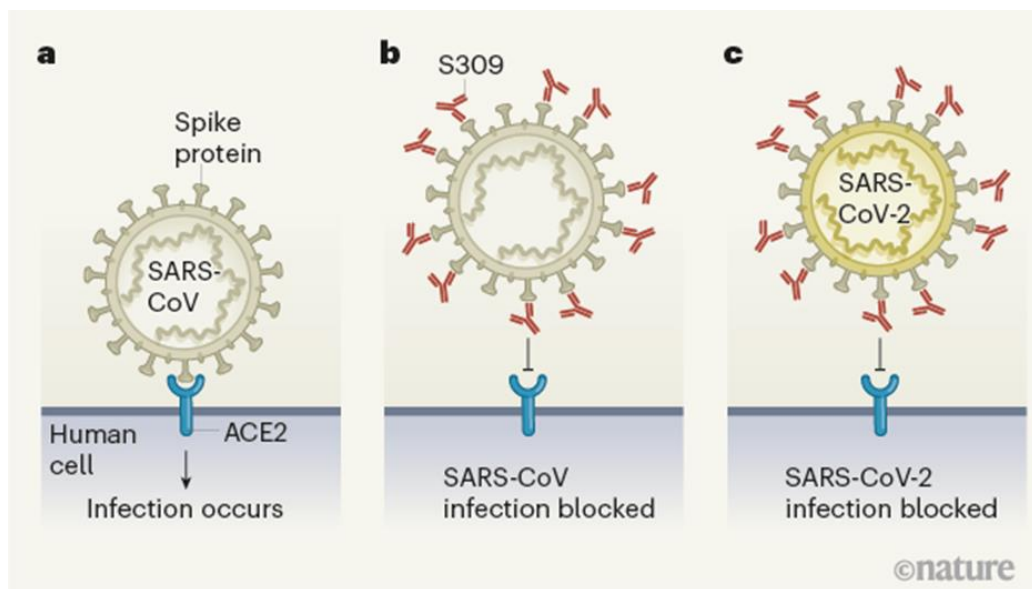 a
Spike
protein
SARS-
CoV
Human
cell
ACE2
Infection occurs
b
S309
SARS-CoV
infection blocked
c
SARS-
CoV-2
SARS-CoV-2
infection blocked
©nature